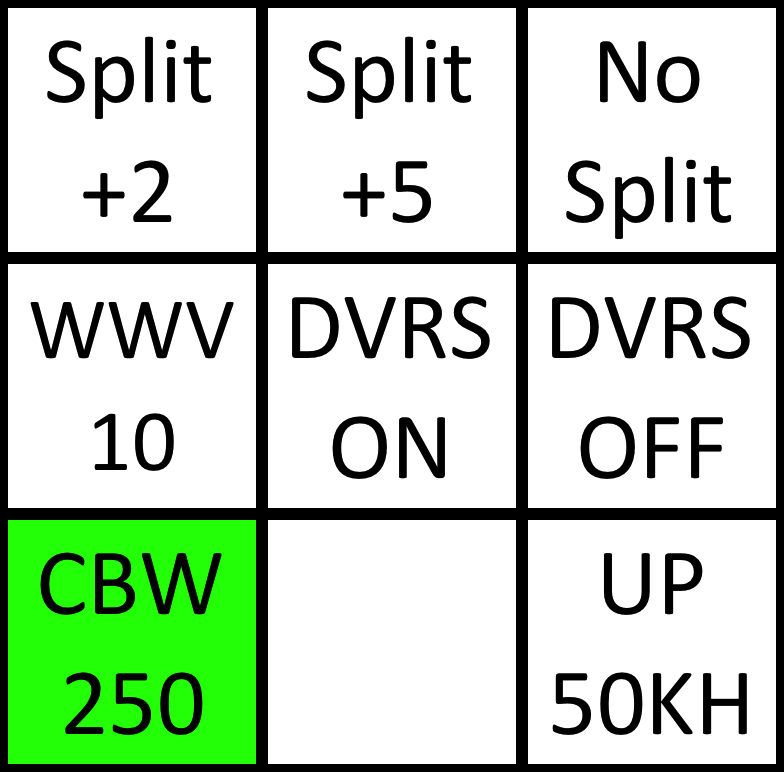 Split
+2
Split
+5
No
Split
WWV
10
DVRS
ON
DVRS
OFF
CBW
250
UP
50KH